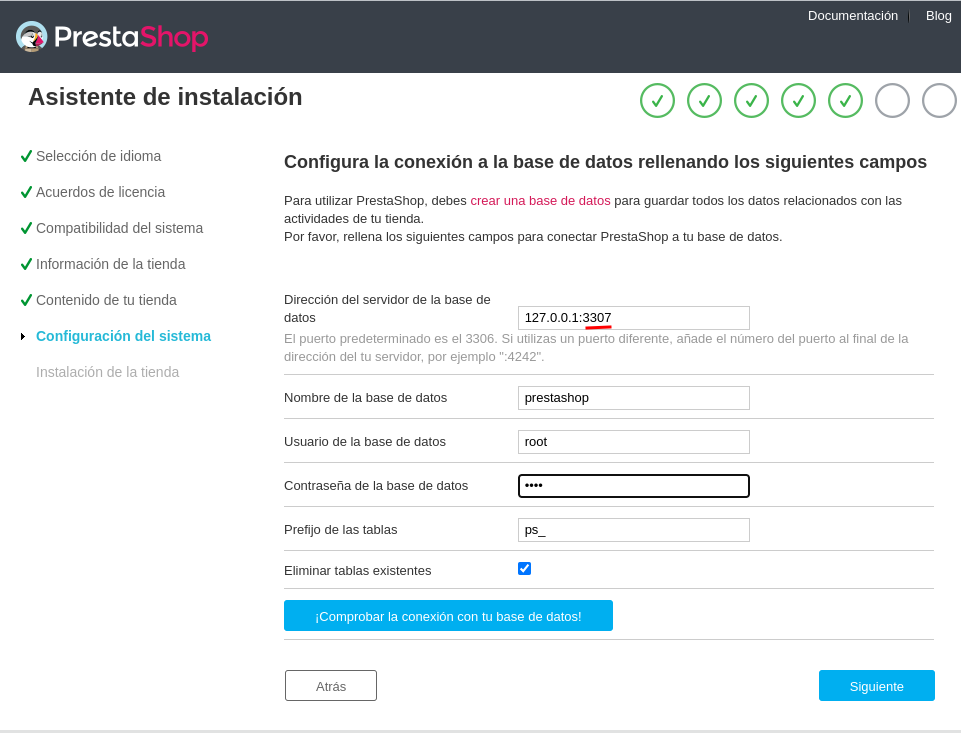 Documentación
Blog
PrestaShop
Asistente de instalación
Selección de idioma
Acuerdos de licencia
Compatibilidad del sistema
Información de la tienda
Contenido de tu tienda
Configuración del sistema
Instalación de la tienda
Configura la conexión a la base de datos rellenando los siguientes campos
Para utilizar PrestaShop, debes crear una base de datos para guardar todos los datos relacionados con las
actividades de tu tienda.
Por favor, rellena los siguientes campos para conectar PrestaShop a tu base de datos.
Dirección del servidor de la base de
datos
127.0.0.1:3307
El puerto predeterminado es el 3306. Si utilizas un puerto diferente, añade el número del puerto al final de la
dirección del tu servidor, por ejemplo ":4242".
Nombre de la base de datos
prestashop
Usuario de la base de datos
root
Contraseña de la base de datos
••••
Prefijo de las tablas
ps_
Eliminar tablas existentes
¡Comprobar la conexión con tu base de datos!
Atrás
Siguiente